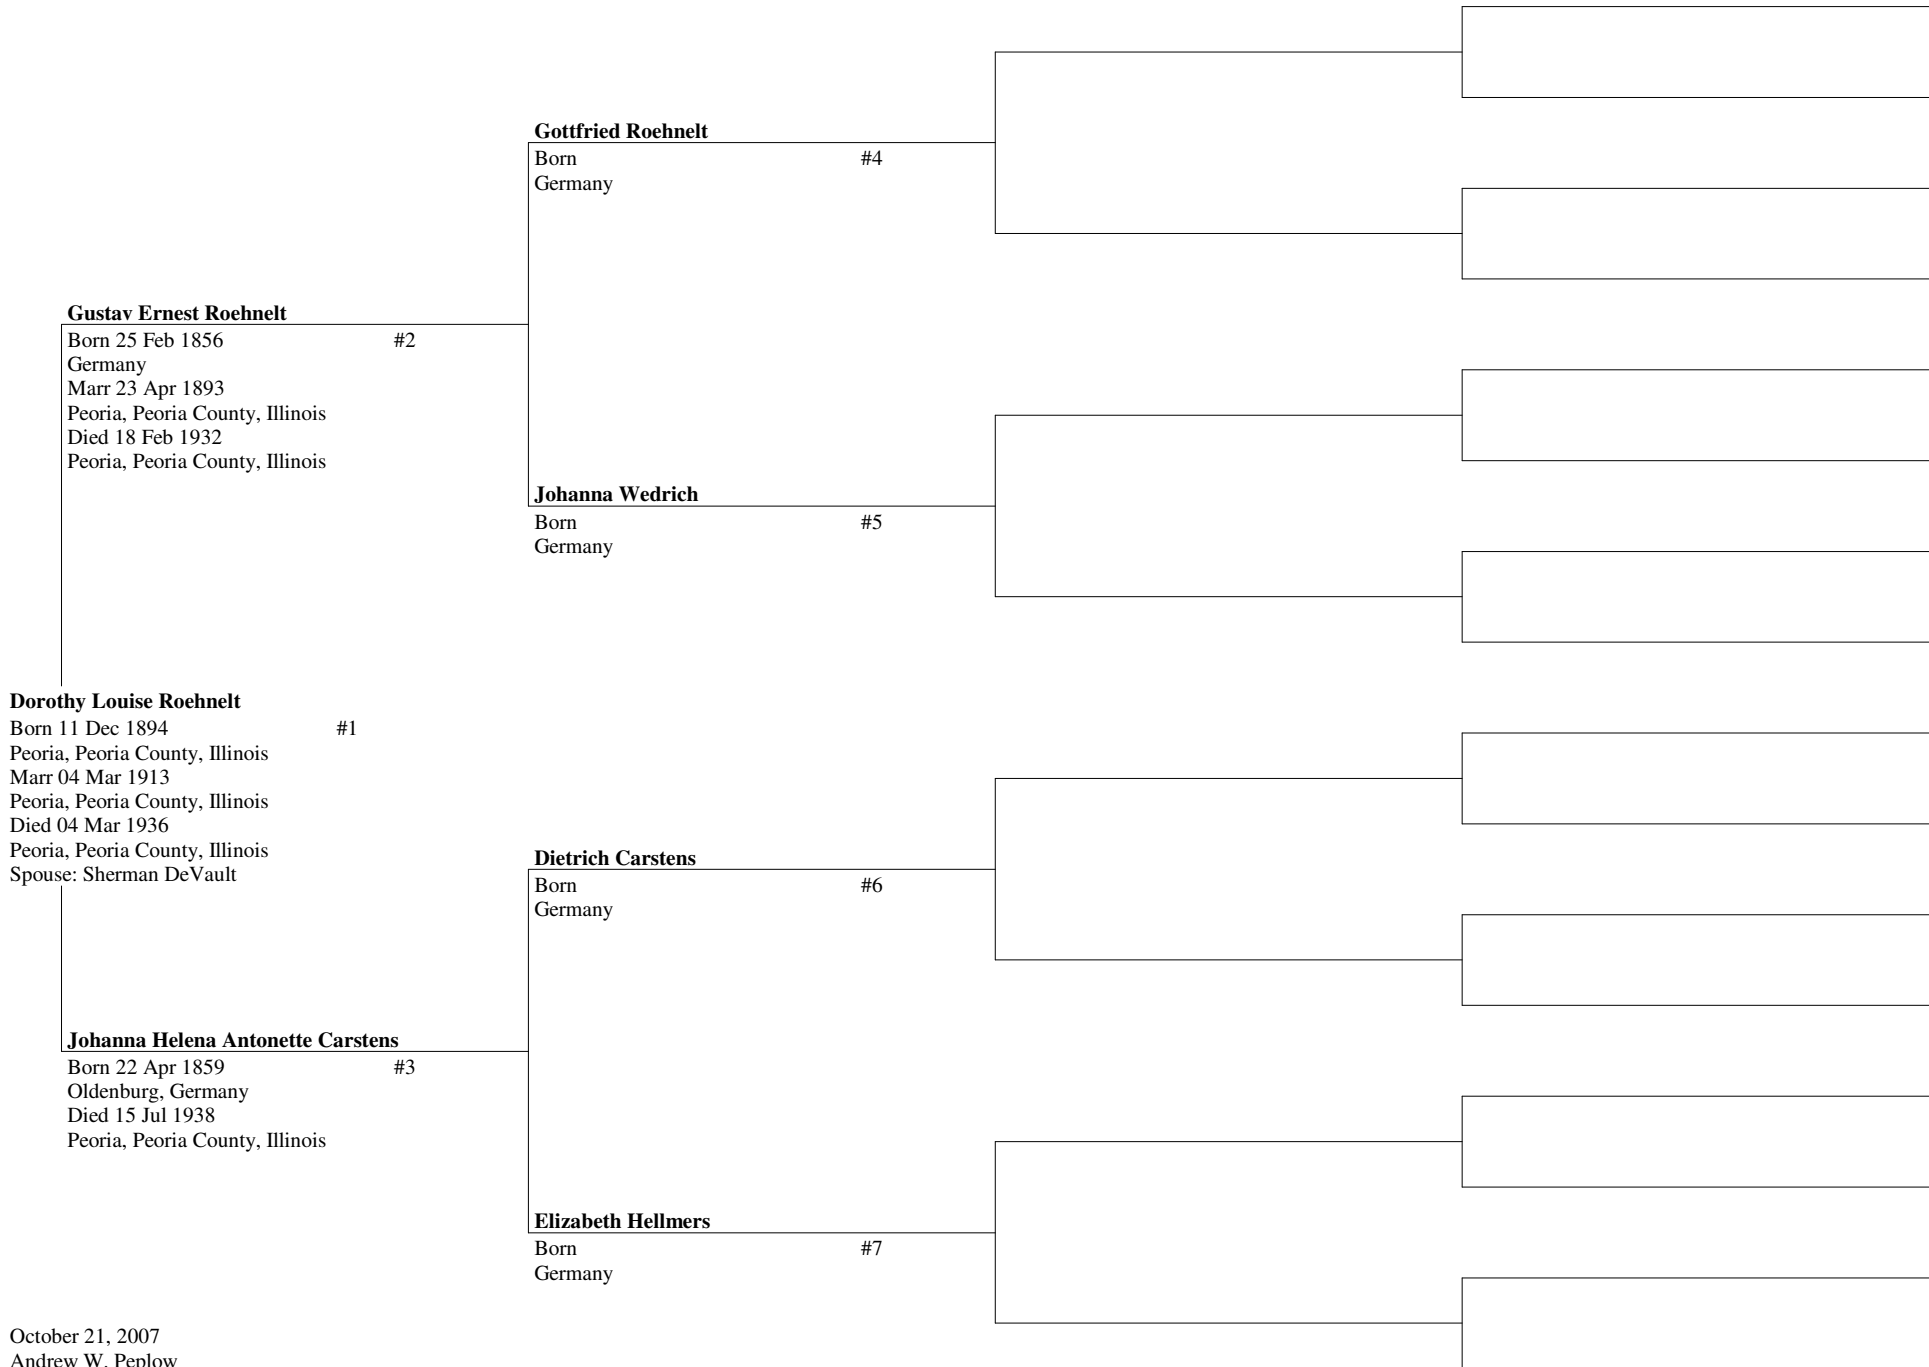 Gottfried Roehnelt
Born #4
Germany
Gustav Ernest Roehnelt
Born 25 Feb 1856 #2
Germany
Marr 23 Apr 1893
Peoria, Peoria County, Illinois
Died 18 Feb 1932
Peoria, Peoria County, Illinois
Johanna Wedrich
Born #5
Germany
Dorothy Louise Roehnelt
Born 11 Dec 1894 #1
Peoria, Peoria County, Illinois
Marr 04 Mar 1913
Peoria, Peoria County, Illinois
Died 04 Mar 1936
Peoria, Peoria County, Illinois
Spouse: Sherman DeVault
Dietrich Carstens
Born #6
Germany
Johanna Helena Antonette Carstens
Born 22 Apr 1859 #3
Oldenburg, Germany
Died 15 Jul 1938
Peoria, Peoria County, Illinois
Elizabeth Hellmers
Born #7
Germany
October 21, 2007
Andrew W. Peplow